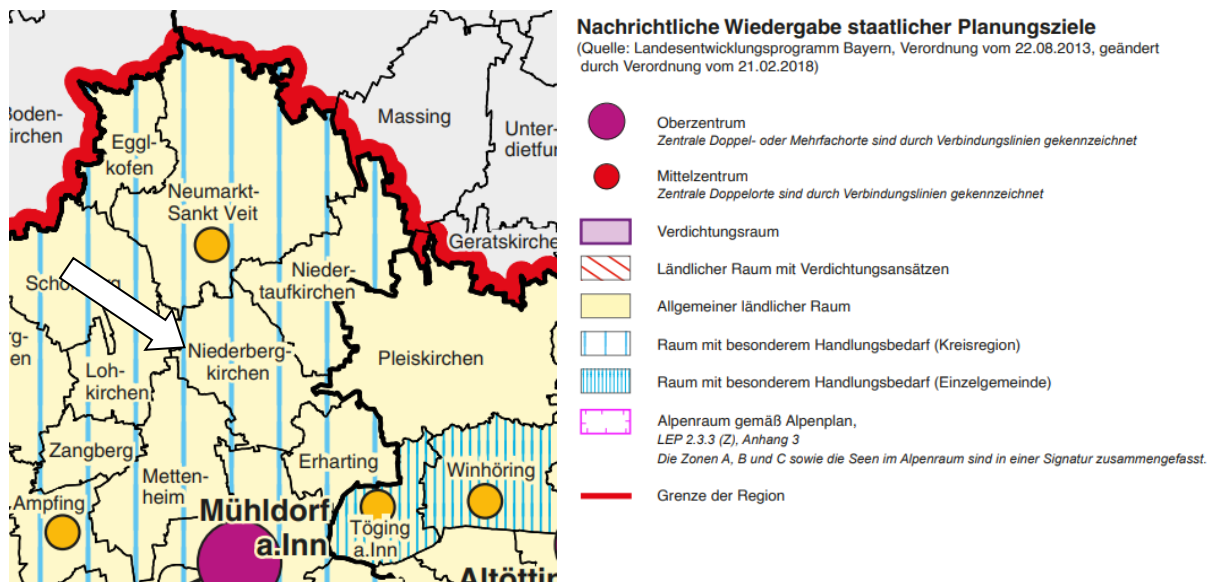 Boden-
kirchen
Eggl-
kofen
Massing
Unter-
dietfur
Neumarkt-
Sankt Veit
Geratskirche
Nieder-
taufkirchen
Niederberg-
kirchen
Pleiskirchen
Loh-
kirchen
Zangberg
Metten-
heim
Erharting
Winhöring
Ampfing
Mühldorf
a.Inn
Töging
a.Inn
Altöttin
Nachrichtliche Wiedergabe staatlicher Planungsziele
(Quelle: Landesentwicklungsprogramm Bayern, Verordnung vom 22.08.2013, geändert
durch Verordnung vom 21.02.2018)
Oberzentrum
Zentrale Doppel- oder Mehrfachorte sind durch Verbindungslinien gekennzeichnet
Mittelzentrum
Zentrale Doppelorte sind durch Verbindungslinien gekennzeichnet
Verdichtungsraum
Ländlicher Raum mit Verdichtungsansätzen
Allgemeiner ländlicher Raum
Raum mit besonderem Handlungsbedarf (Kreisregion)
Raum mit besonderem Handlungsbedarf (Einzelgemeinde)
Alpenraum gemäß Alpenplan,
LEP 2.3.3 (Z), Anhang 3
Die Zonen A, B und C sowie die Seen im Alpenraum sind in einer Signatur zusammengefasst.
Grenze der Region